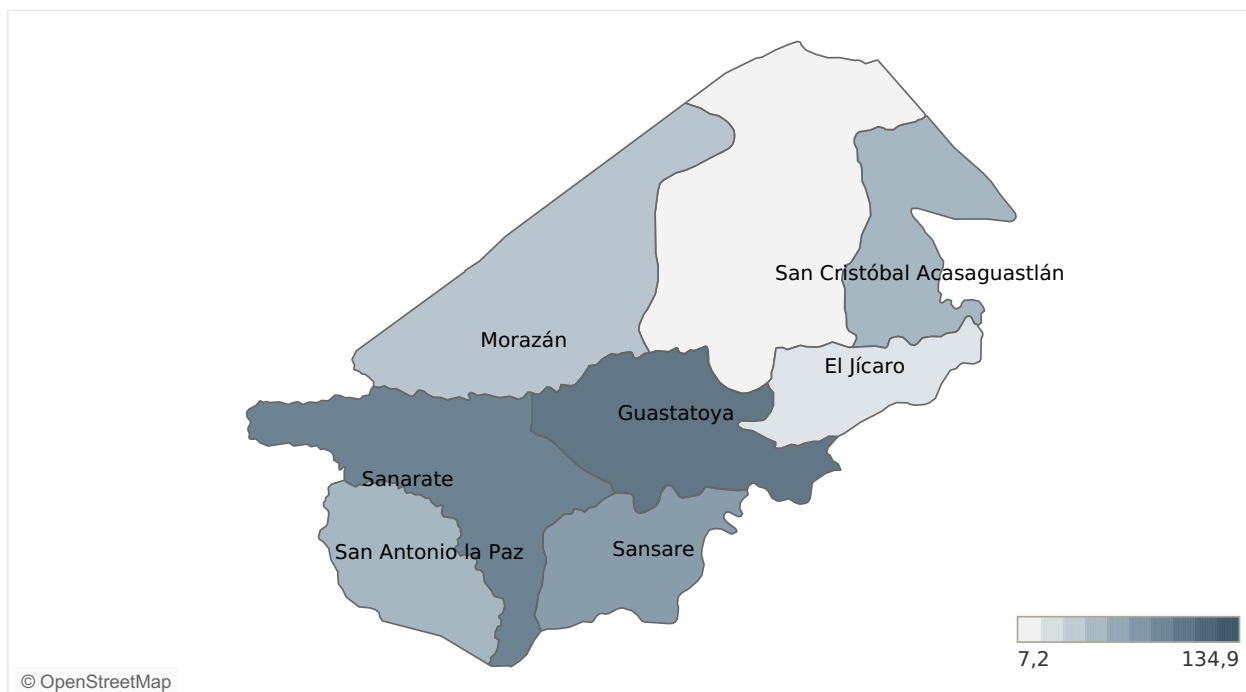 San Cristóbal Acasaguastlán
Morazán
El Jícaro
Guastatoya
Sanarate
San Antonio la Paz
Sansare
7,2
134,9
© OpenStreetMap